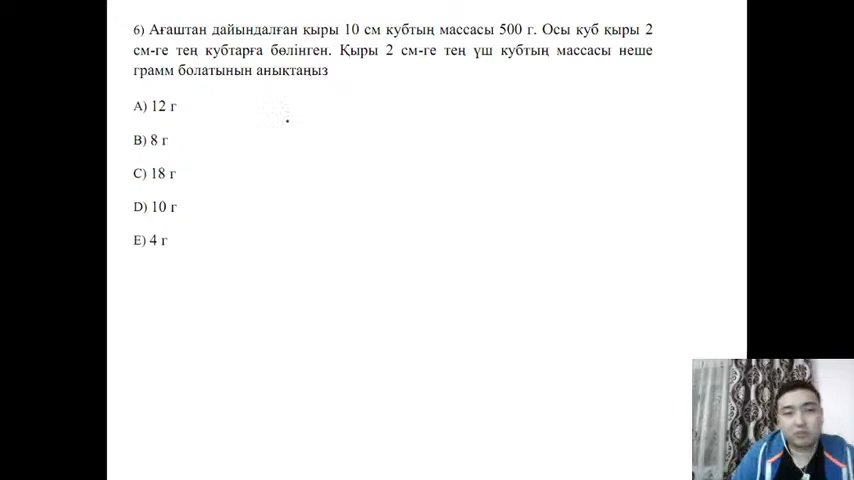 6) Ағаштан дайындалған қыры 10 см кубтың массасы 500 г. Осы куб қыры 2
см-ге тең кубтарға бөлінген. Қыры 2 см-ге тең үш кубтың массасы неше
грамм болатынын анықтаңыз
A) 12 г
B) 8 г
C) 18 г
D) 10 г
E) 4 г